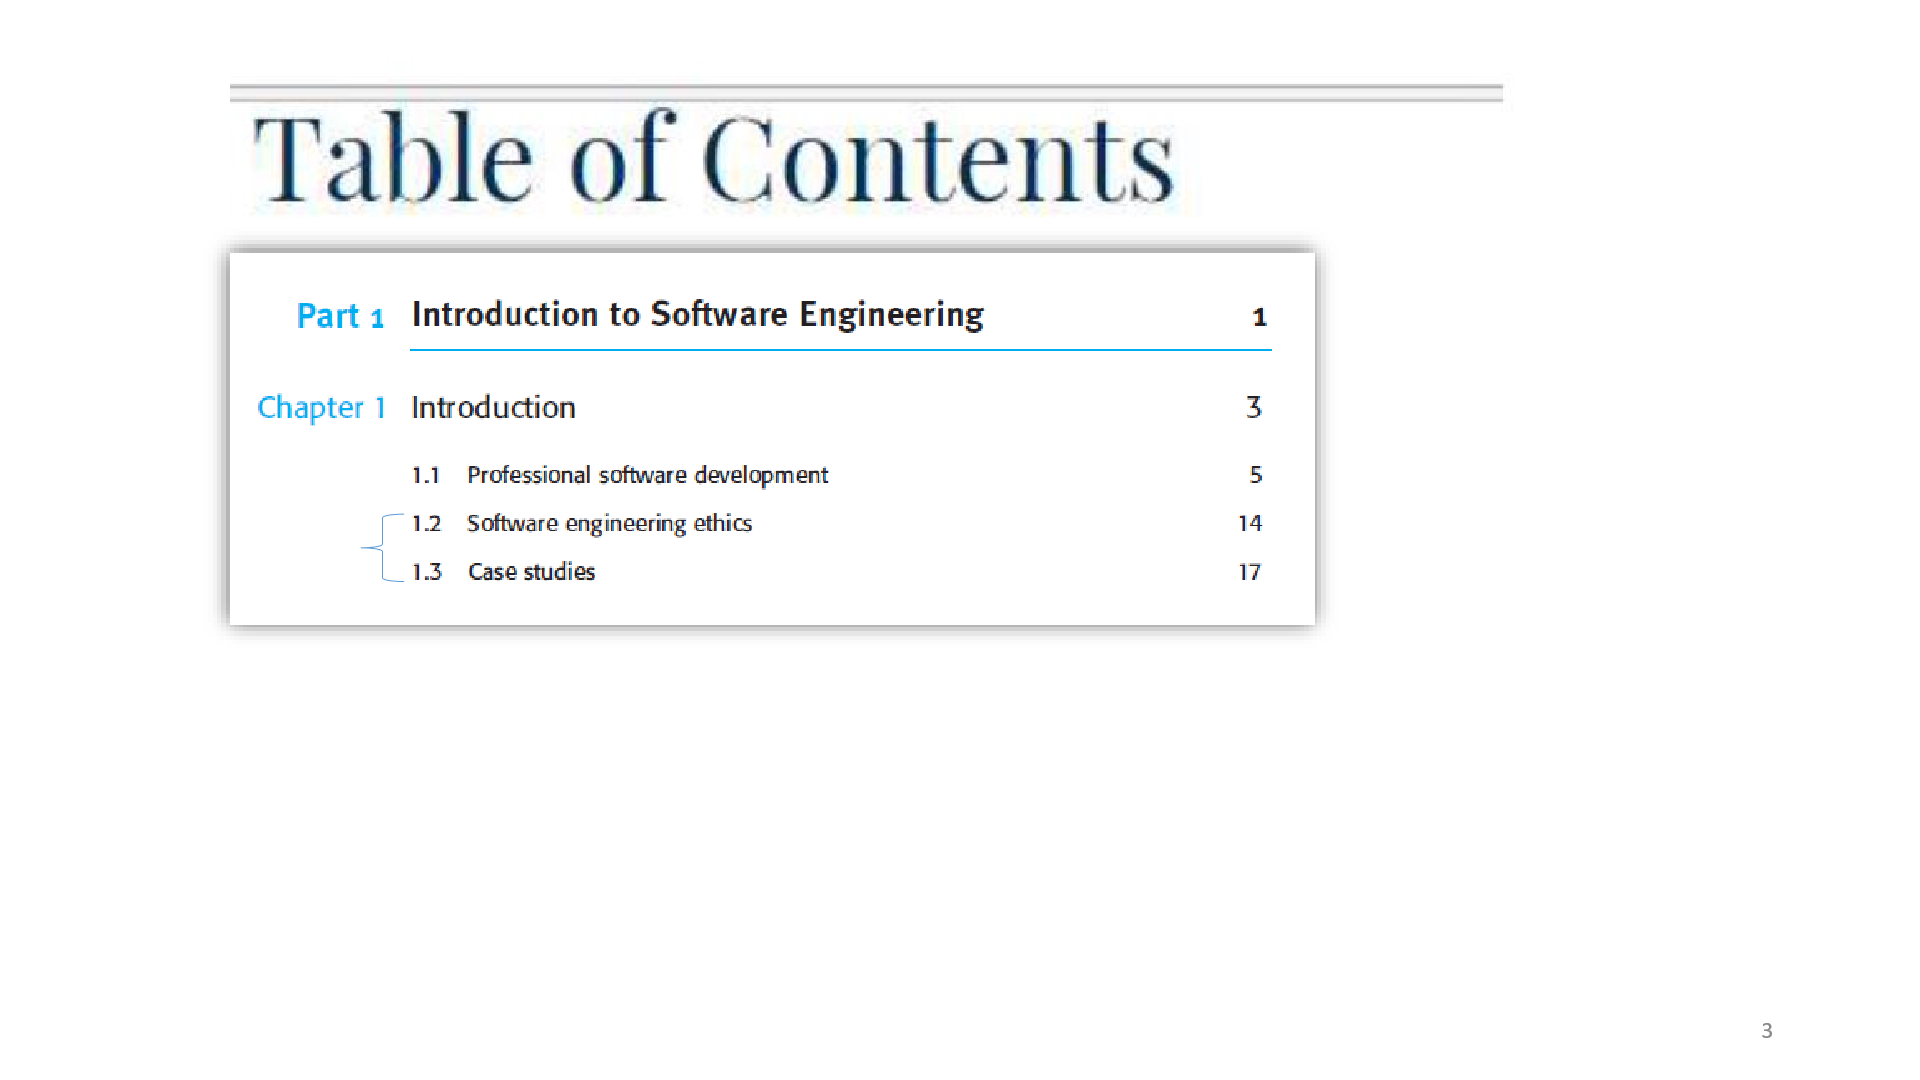 Table of Contents
Part 1 Introduction to Software Engineering 1
Chapter 1 Introduction 3
1.1 Professional software development 5
1.2 Software engineering ethics 14
1.3 Case studies 17
3